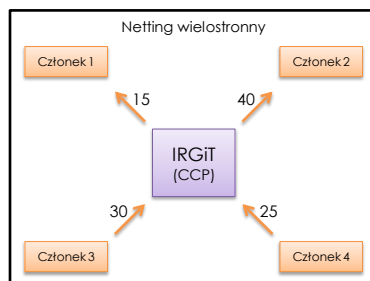 Netting wielostronny
Członek 1
Członek 2
15
40
IRGiT
(CCP)
30
25
Członek 3
Członek 4